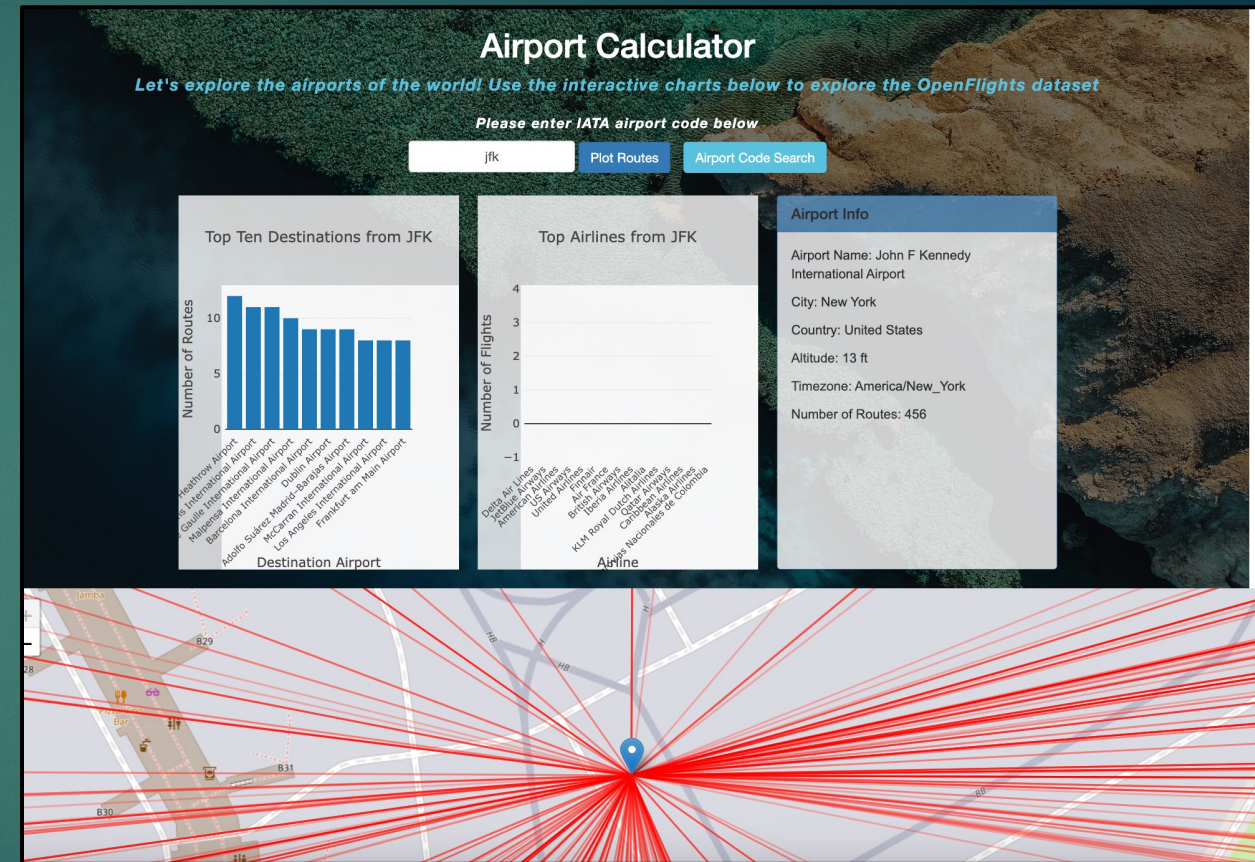 Airport Calculator
Let's explore the airports of the world! Use the interactive charts below to explore the OpenFlights dataset
Please enter IATA airport code below
jfk
Plot Routes
Airport Code Search
Top Ten Destinations from JFK
Number of Routes
10
5
0
Heathrow Airport
International Airport
Gaulle International Airport
Malpensa International Airport
Barcelona International Airport
Dublin Airport
Adolfo Suárez Madrid–Barajas Airport
McCarran International Airport
Los Angeles International Airport
Frankfurt am Main Airport
Destination Airport
Top Airlines from JFK
Number of Flights
4
3
2
1
0
−1
Delta Air Lines
JetBlue Airways
American Airlines
US Airways
United Airlines
Finnair
Air France
British Airways
Iberia Airlines
Alitalia
KLM Royal Dutch Airlines
Qatar Airways
Caribbean Airlines
Alaska Airlines
Nacionales de Colombia
Airline
Airport Info
Airport Name: John F Kennedy
International Airport
City: New York
Country: United States
Altitude: 13 ft
Timezone: America/New_York
Number of Routes: 456
+
−
Jamba
B29
28
Bar
B31
B30
HB
H
HB
H
BB